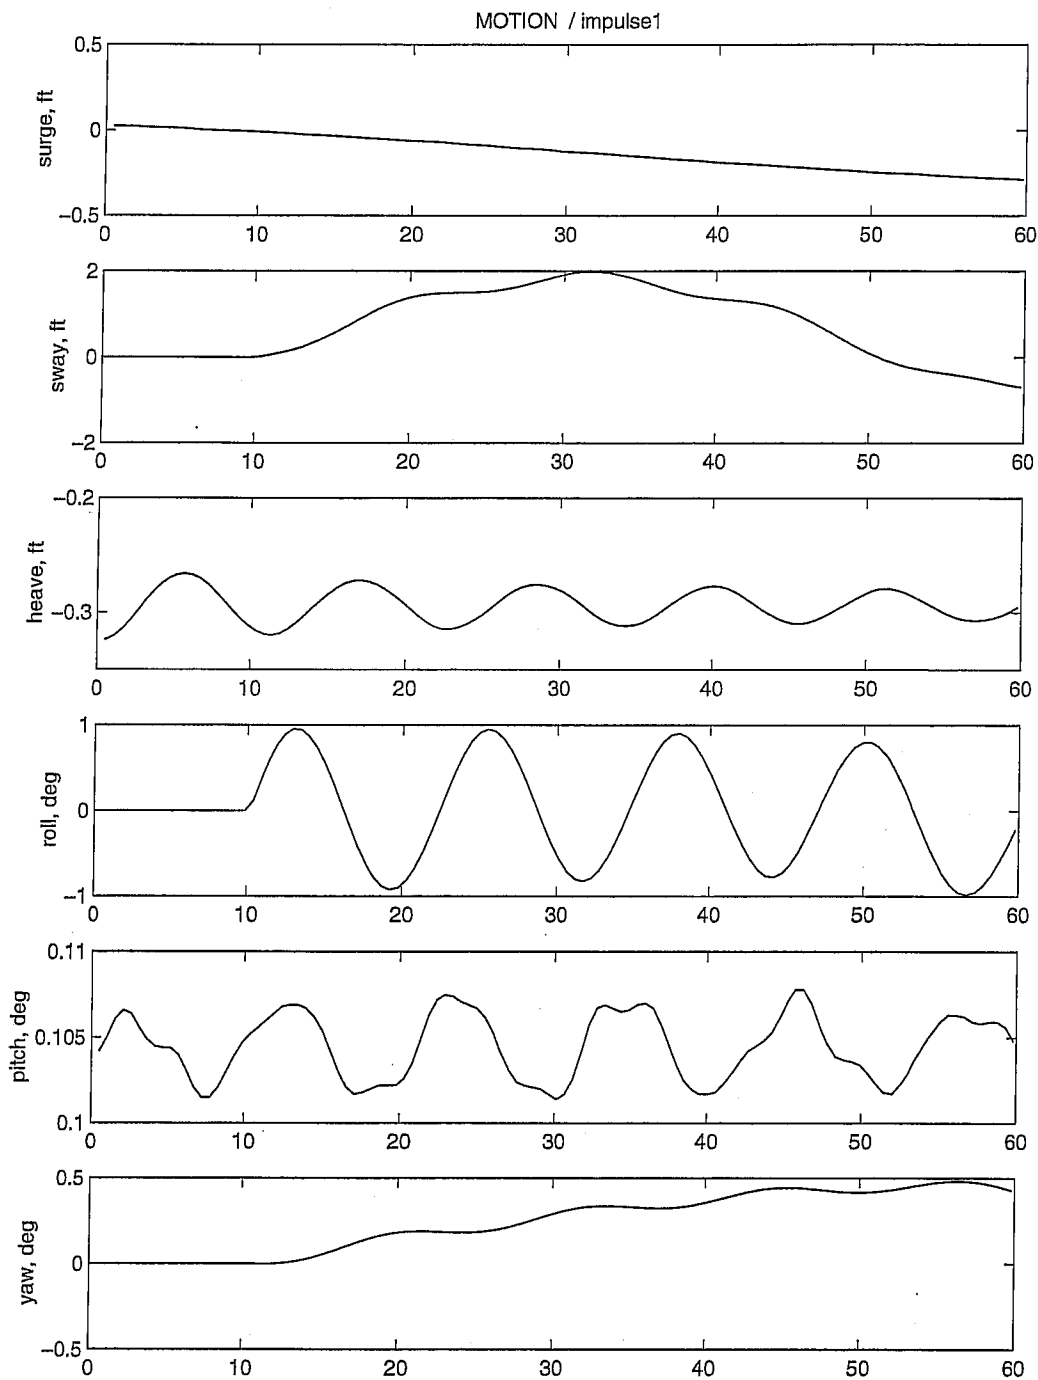 MOTION / impulse1
0.5
surge, ft
0
−0.5
0 10 20 30 40 50 60
2
sway, ft
0
−2
0 10 20 30 40 50 60
−0.2
heave, ft
−0.3
0 10 20 30 40 50 60
1
roll, deg
0
−1
0 10 20 30 40 50 60
0.11
pitch, deg
0.105
0.1
0 10 20 30 40 50 60
0.5
yaw, deg
0
−0.5
0 10 20 30 40 50 60